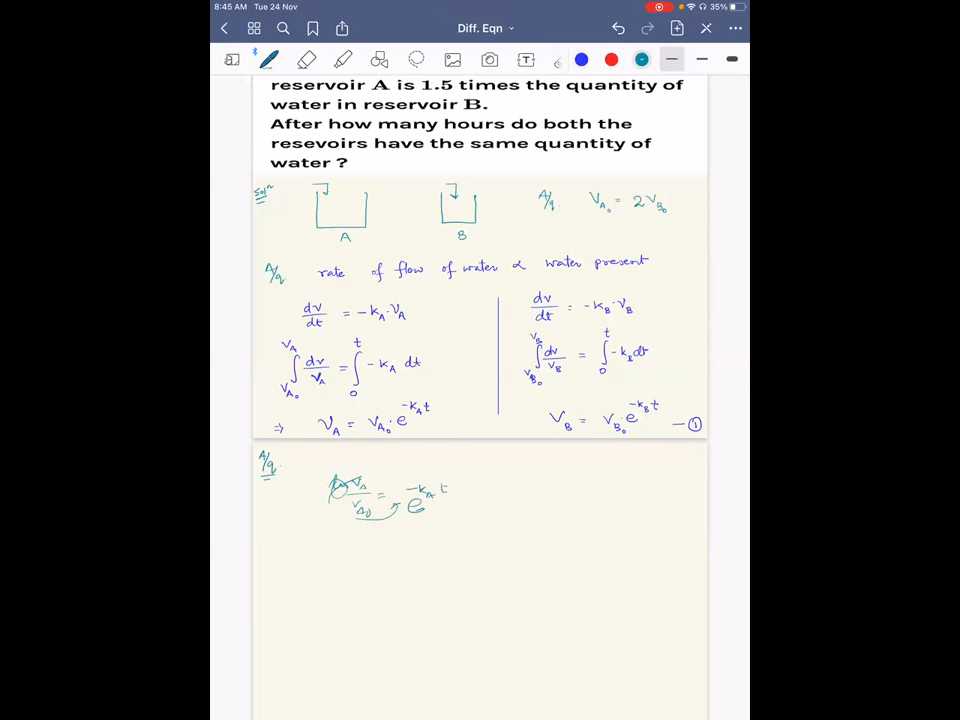 8:45 AM Tue 24 Nov 35%
Diff. Eqn
reservoir A is 1.5 times the quantity of
water in reservoir B.
After how many hours do both the
resevoirs have the same quantity of
water ?
Solⁿ A/q. V_A₀ = 2V_B₀
A B
A/q rate of flow of water ∝ water present
dv/dt = -k_A·V_A
∫_{V_A₀}^{V_A} dv/V_A = ∫_0^t -k_A dt
⇒ V_A = V_A₀·e^{-k_A t}
dv/dt = -k_B·V_B
∫_{V_B₀}^{V_B} dv/V_B = ∫_0^t -k_B dt
V_B = V_B₀·e^{-k_B t} —①
A/q.
V_A/V_A₀ = e^{-k_A t}